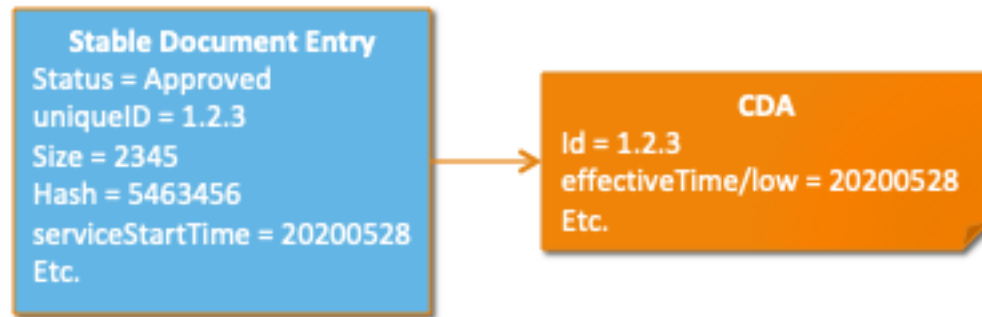 Stable Document Entry
Status = Approved
uniqueID = 1.2.3
Size = 2345
Hash = 5463456
serviceStartTime = 20200528
Etc.
CDA
Id = 1.2.3
effectiveTime/low = 20200528
Etc.